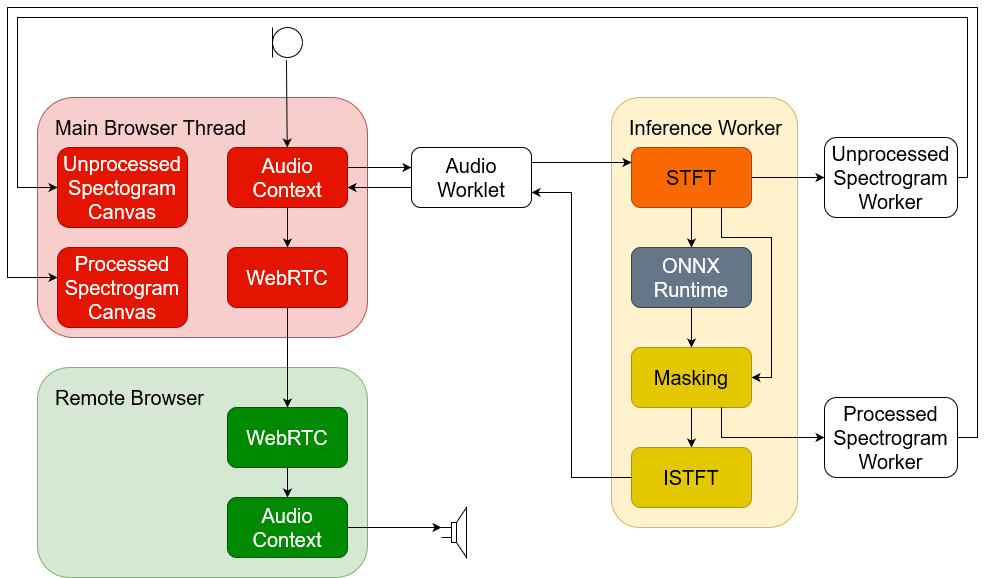 Main Browser Thread
Unprocessed
Spectogram
Canvas
Audio
Context
Processed
Spectrogram
Canvas
WebRTC
Audio
Worklet
Inference Worker
STFT
ONNX
Runtime
Masking
ISTFT
Unprocessed
Spectrogram
Worker
Processed
Spectrogram
Worker
Remote Browser
WebRTC
Audio
Context